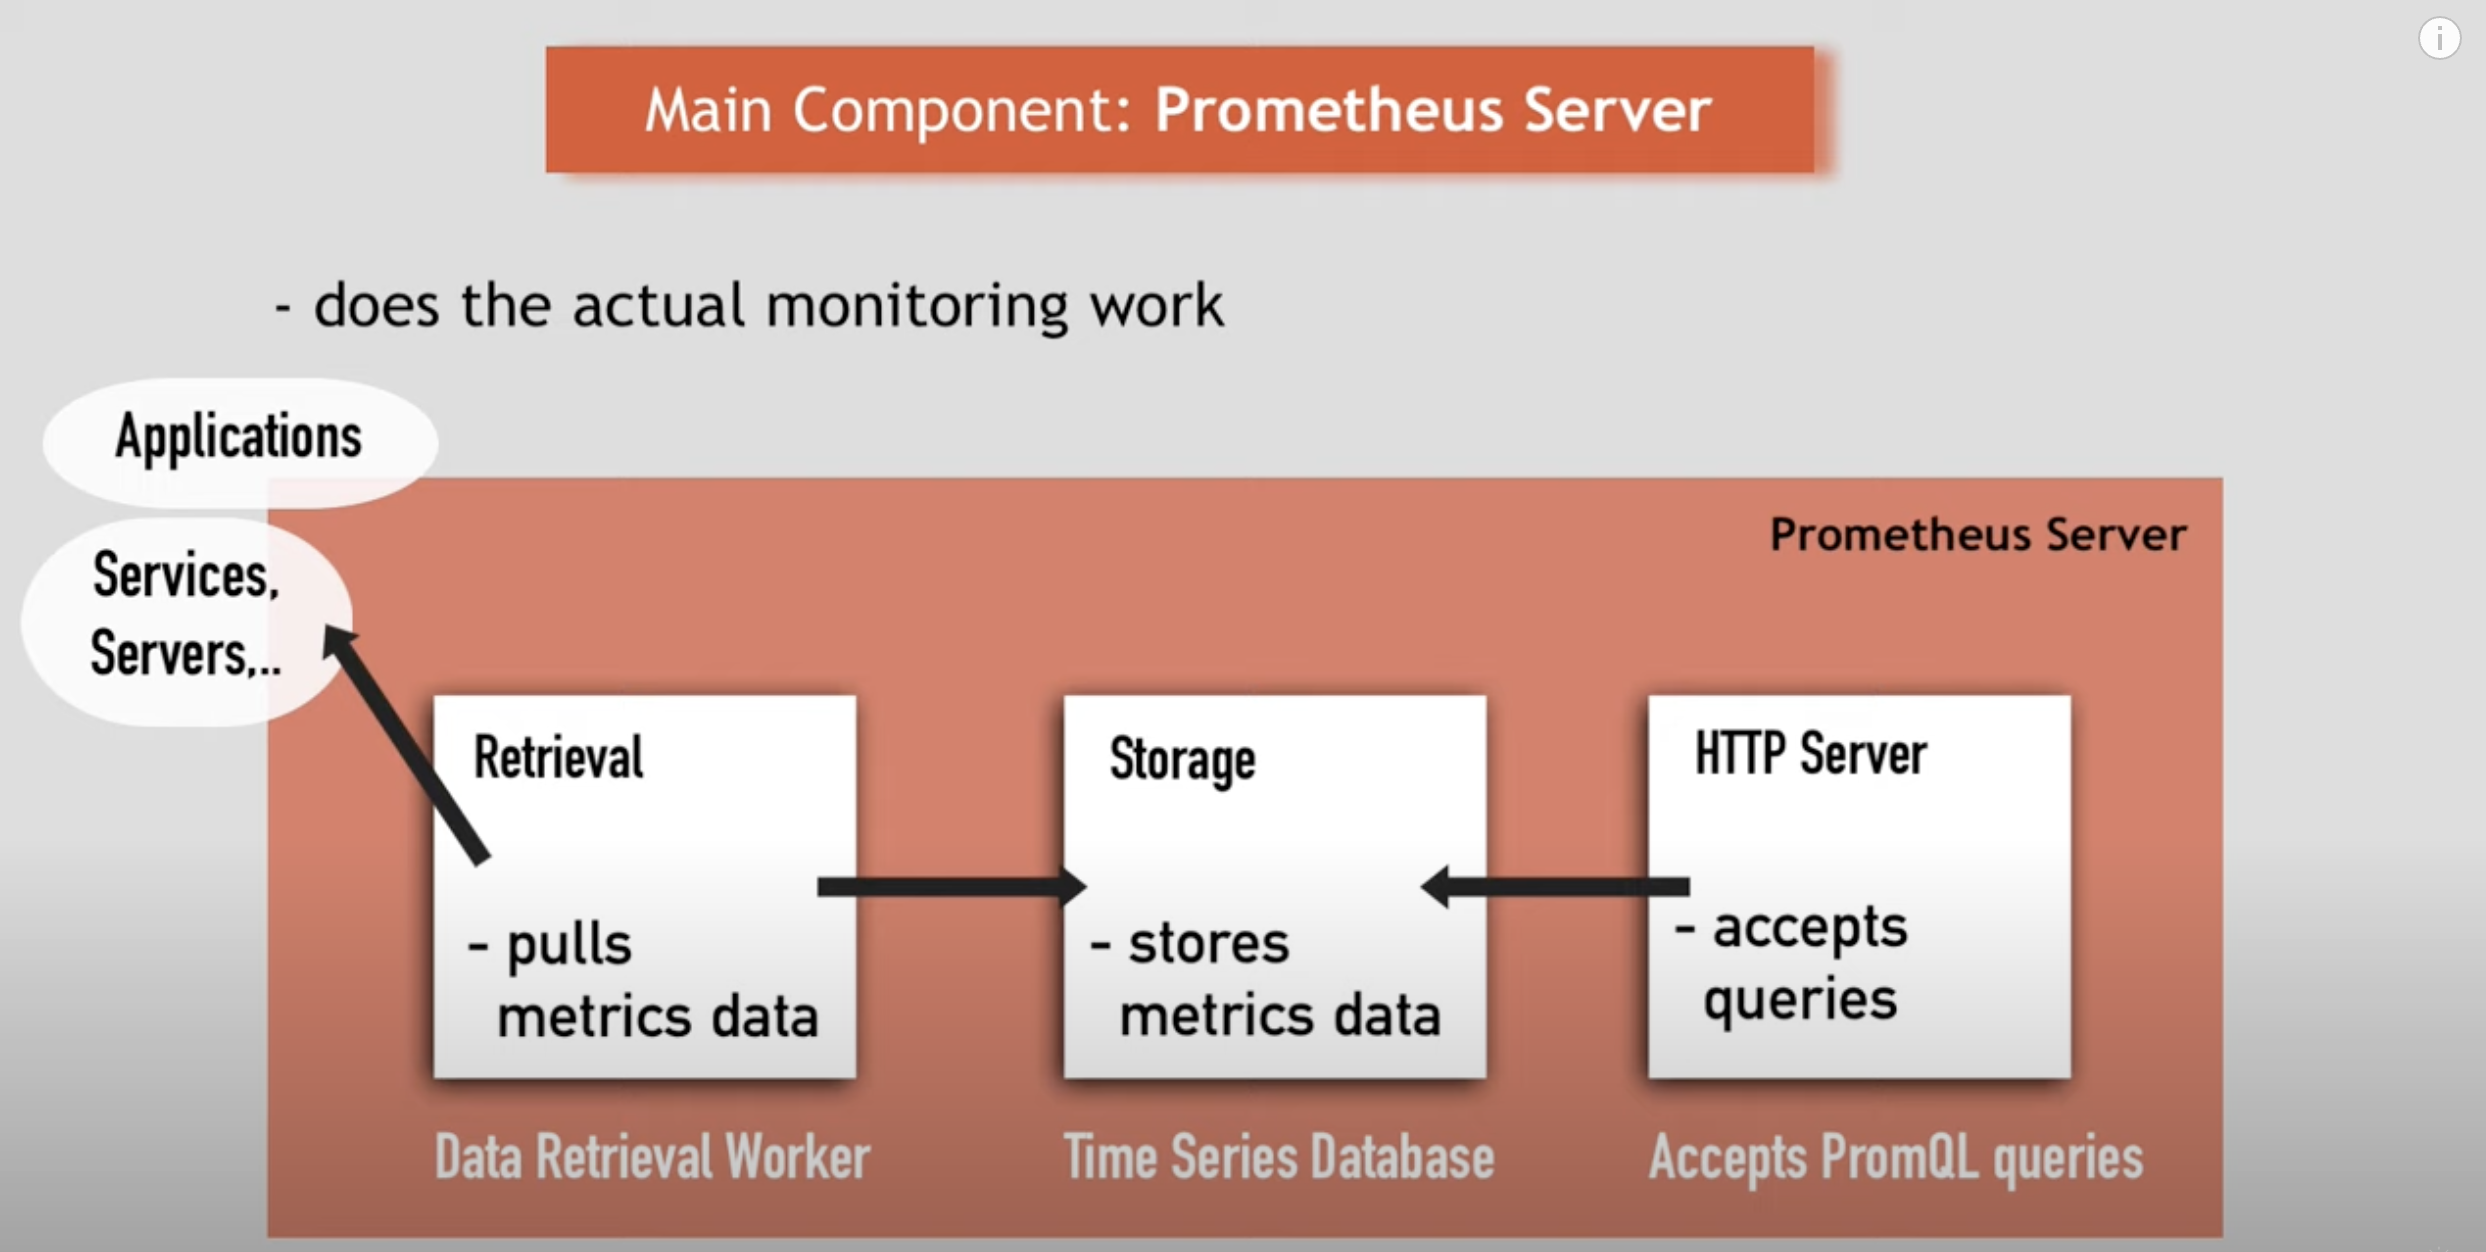 Main Component: Prometheus Server
- does the actual monitoring work
Applications
Services,
Servers,..
Prometheus Server
Retrieval
- pulls
metrics data
Storage
- stores
metrics data
HTTP Server
- accepts
queries
Data Retrieval Worker
Time Series Database
Accepts PromQL queries